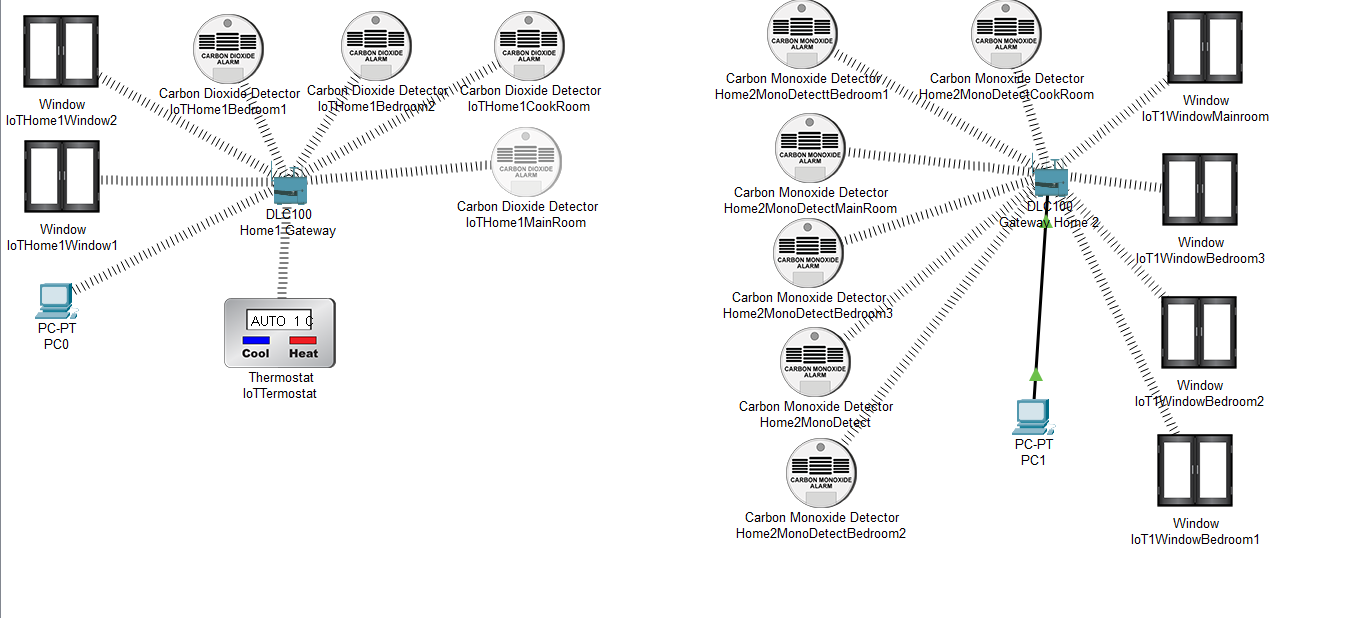 CARBON DIOXIDE
ALARM
Carbon Dioxide Detector
IoTHome1Bedroom1
CARBON DIOXIDE
ALARM
Carbon Dioxide Detector
IoTHome1Bedroom2
CARBON DIOXIDE
ALARM
Carbon Dioxide Detector
IoTHome1CookRoom
Window
IoTHome1Window2
CARBON DIOXIDE
ALARM
Carbon Dioxide Detector
IoTHome1MainRoom
Window
IoTHome1Window1
DLC100
Home1 Gateway
PC-PT
PC0
AUTO 1 C
Cool Heat
Thermostat
IoTTermostat
CARBON MONOXIDE
ALARM
Carbon Monoxide Detector
Home2MonoDetecttBedroom1
CARBON MONOXIDE
ALARM
Carbon Monoxide Detector
Home2MonoDetectCookRoom
Window
IoT1WindowMainroom
CARBON MONOXIDE
ALARM
Carbon Monoxide Detector
Home2MonoDetectMainRoom
DLC100
Gateway Home 2
Window
IoT1WindowBedroom3
CARBON MONOXIDE
ALARM
Carbon Monoxide Detector
Home2MonoDetectBedroom3
CARBON MONOXIDE
ALARM
Carbon Monoxide Detector
Home2MonoDetect
Window
IoT1WindowBedroom2
PC-PT
PC1
CARBON MONOXIDE
ALARM
Carbon Monoxide Detector
Home2MonoDetectBedroom2
Window
IoT1WindowBedroom1